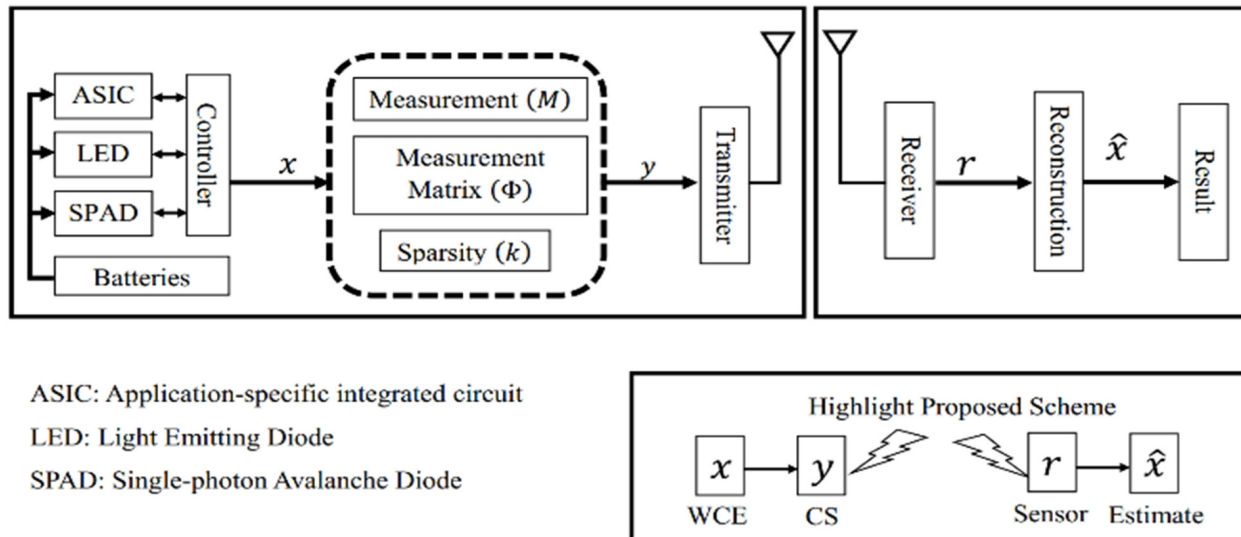 ASIC
LED
SPAD
Batteries
Controller
x
Measurement (M)
Measurement
Matrix (Φ)
Sparsity (k)
y
Transmitter
Receiver
r
Reconstruction
x̂
Result
ASIC: Application-specific integrated circuit
LED: Light Emitting Diode
SPAD: Single-photon Avalanche Diode
Highlight Proposed Scheme
x y r x̂
WCE CS Sensor Estimate